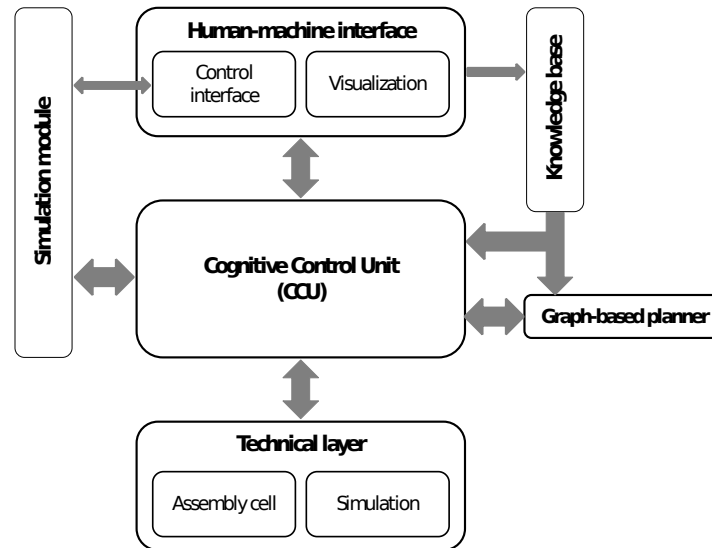 Human-machine interface
Control
interface
Visualization
Simulation module
Knowledge base
Cognitive Control Unit
(CCU)
Graph-based planner
Technical layer
Assembly cell
Simulation